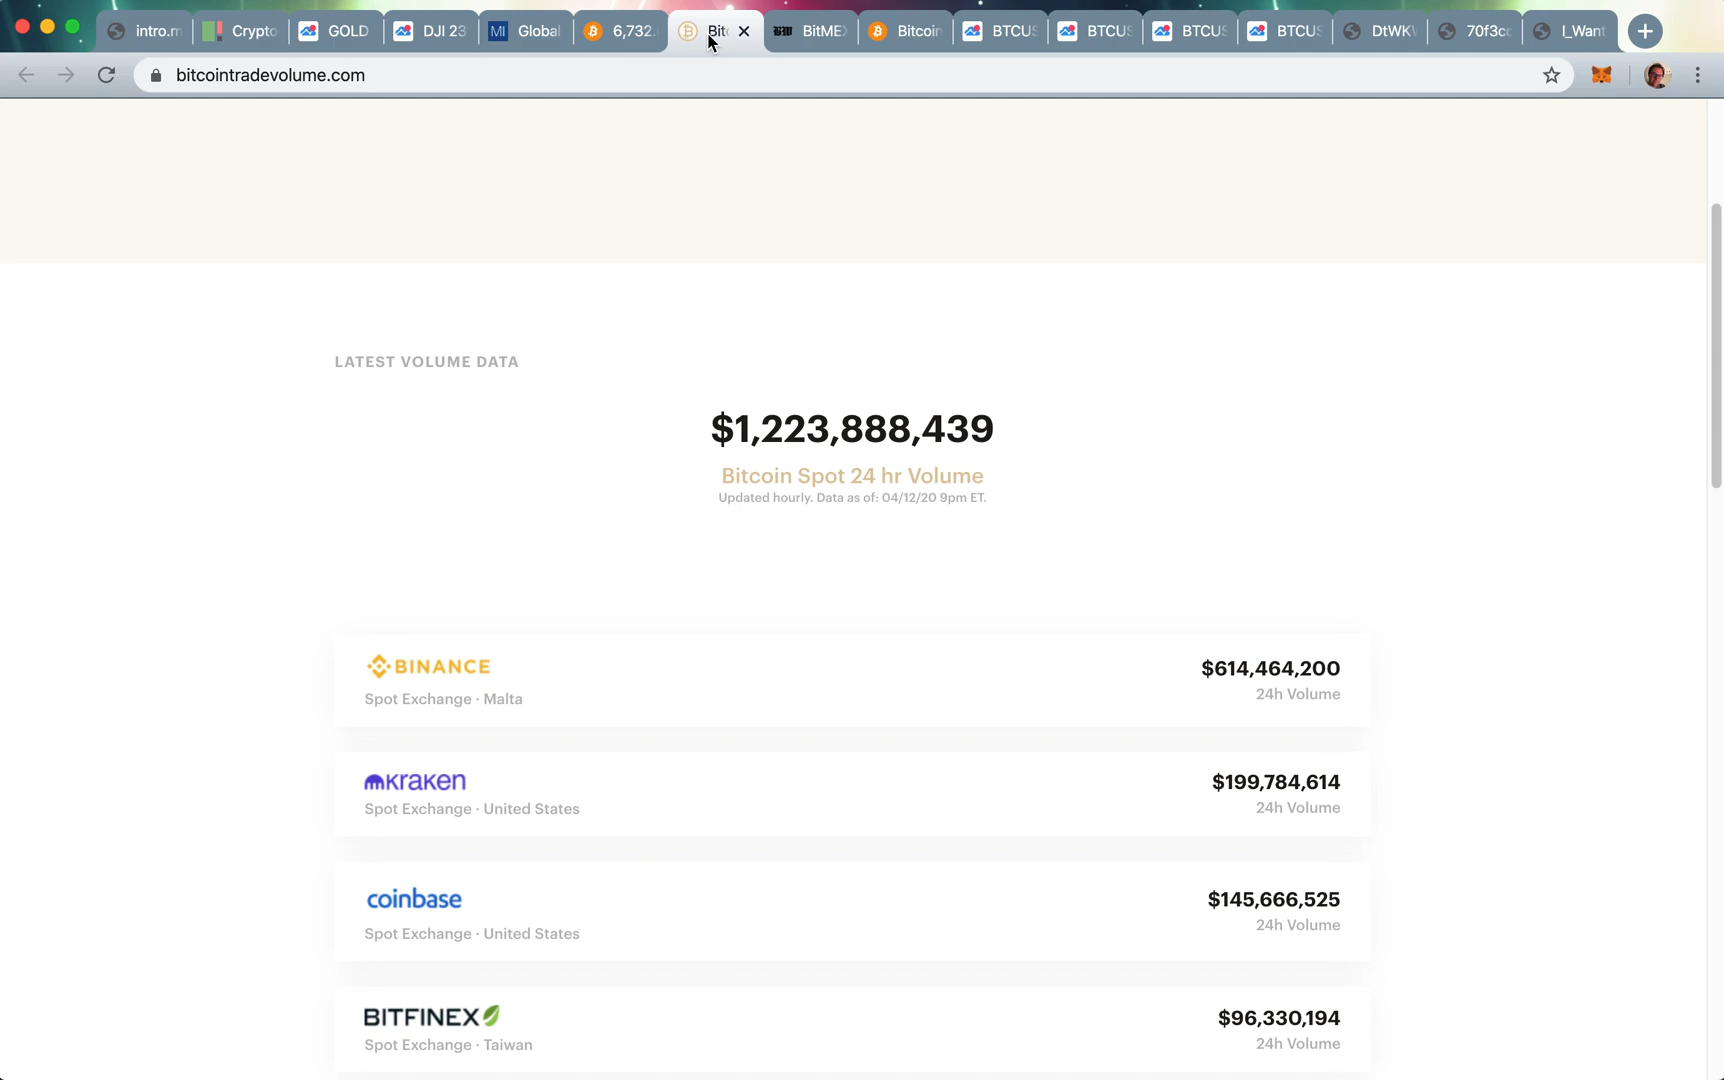 intro.m
Crypto
GOLD
DJI 23
MI
Global
6,732.
Bit
BitMEX
Bitcoin
BTCUS
BTCUS
BTCUS
BTCUS
DtWK
70f3cc
I_Want
bitcointradevolume.com
LATEST VOLUME DATA
$1,223,888,439
Bitcoin Spot 24 hr Volume
Updated hourly. Data as of: 04/12/20 9pm ET.
BINANCE
$614,464,200
Spot Exchange · Malta
24h Volume
kraken
$199,784,614
Spot Exchange · United States
24h Volume
coinbase
$145,666,525
Spot Exchange · United States
24h Volume
BITFINEX
$96,330,194
Spot Exchange · Taiwan
24h Volume